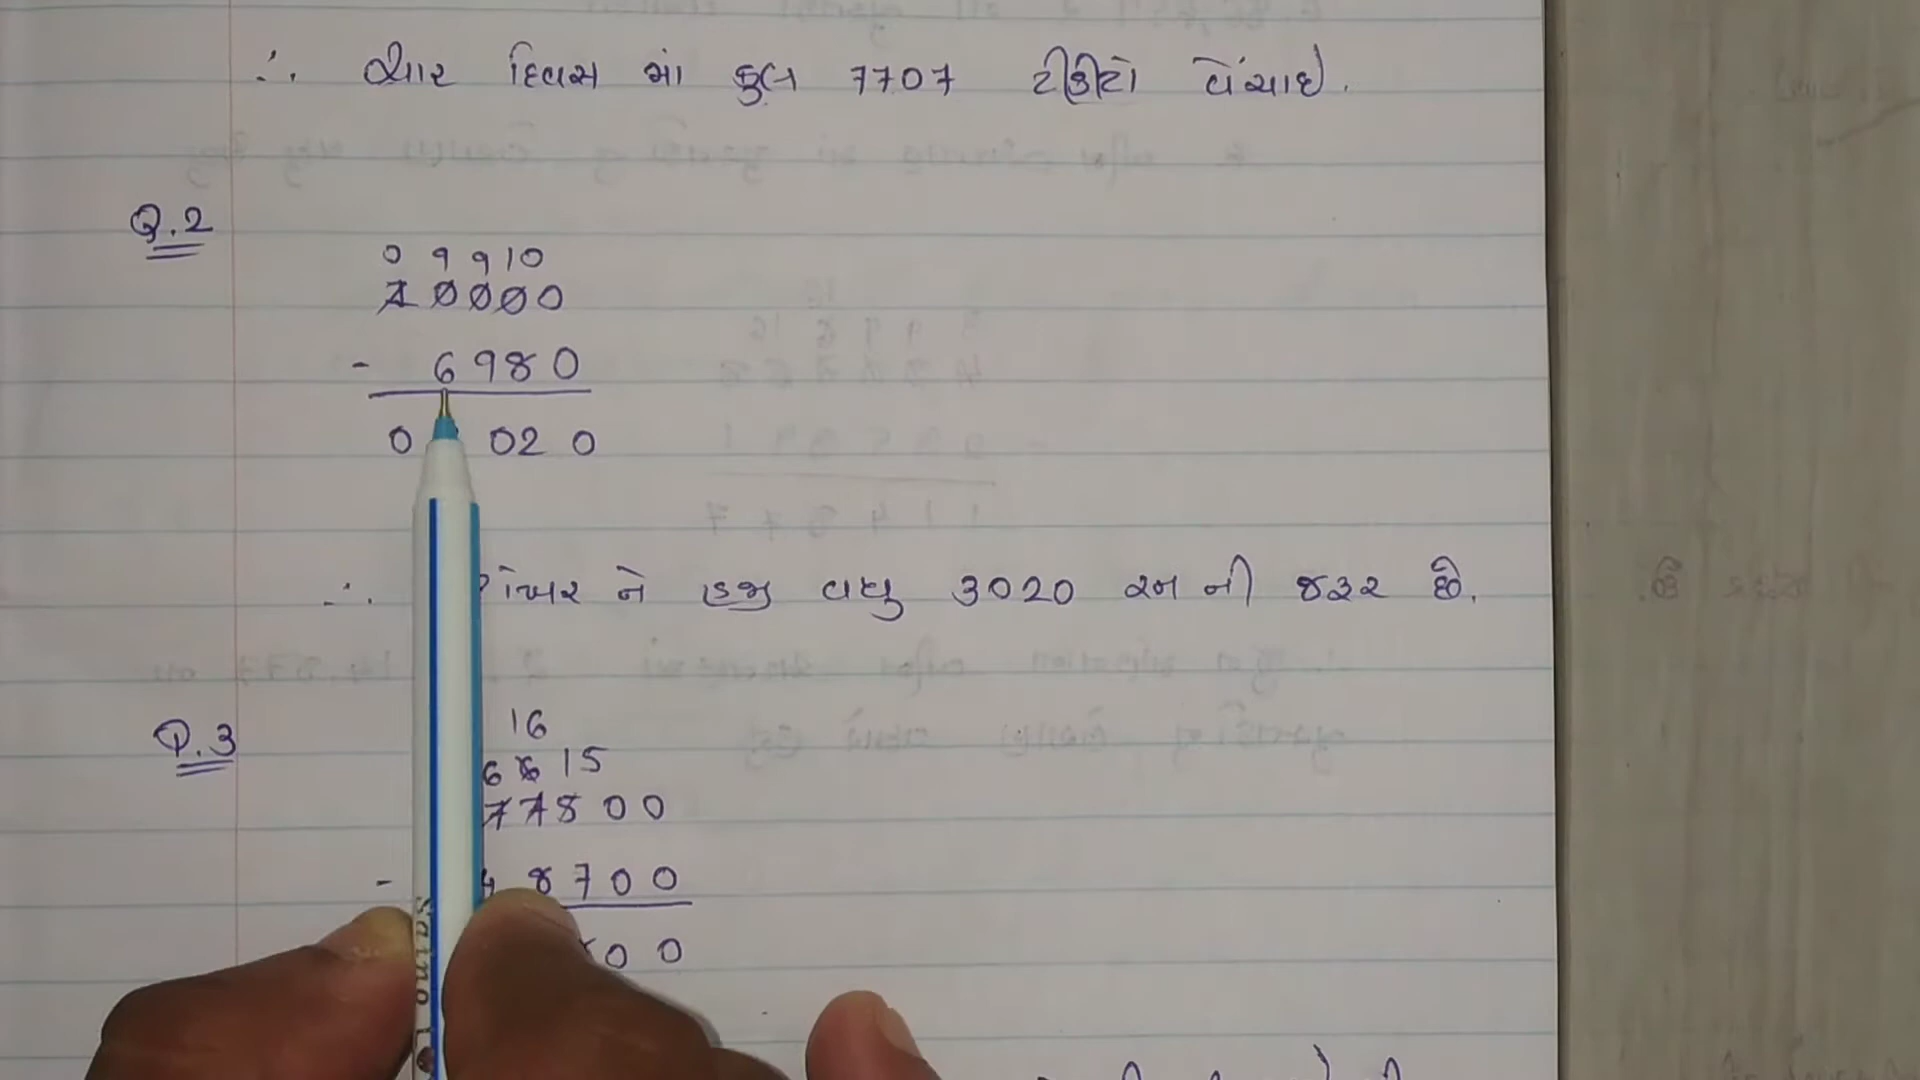 ∴ ચાર દિવસ માં કુલ 7707 ટીકીટો વેંચાઈ.
Q.2
0 9 9 10
1 0 0 0 0
- 6 9 8 0
0 0 2 0
∴ ને હજી વધુ 3020 રન ની જરૂર છે.
Q.3
16
6 6 15
7 7 8 0 0
- 4 8 7 0 0
0 0